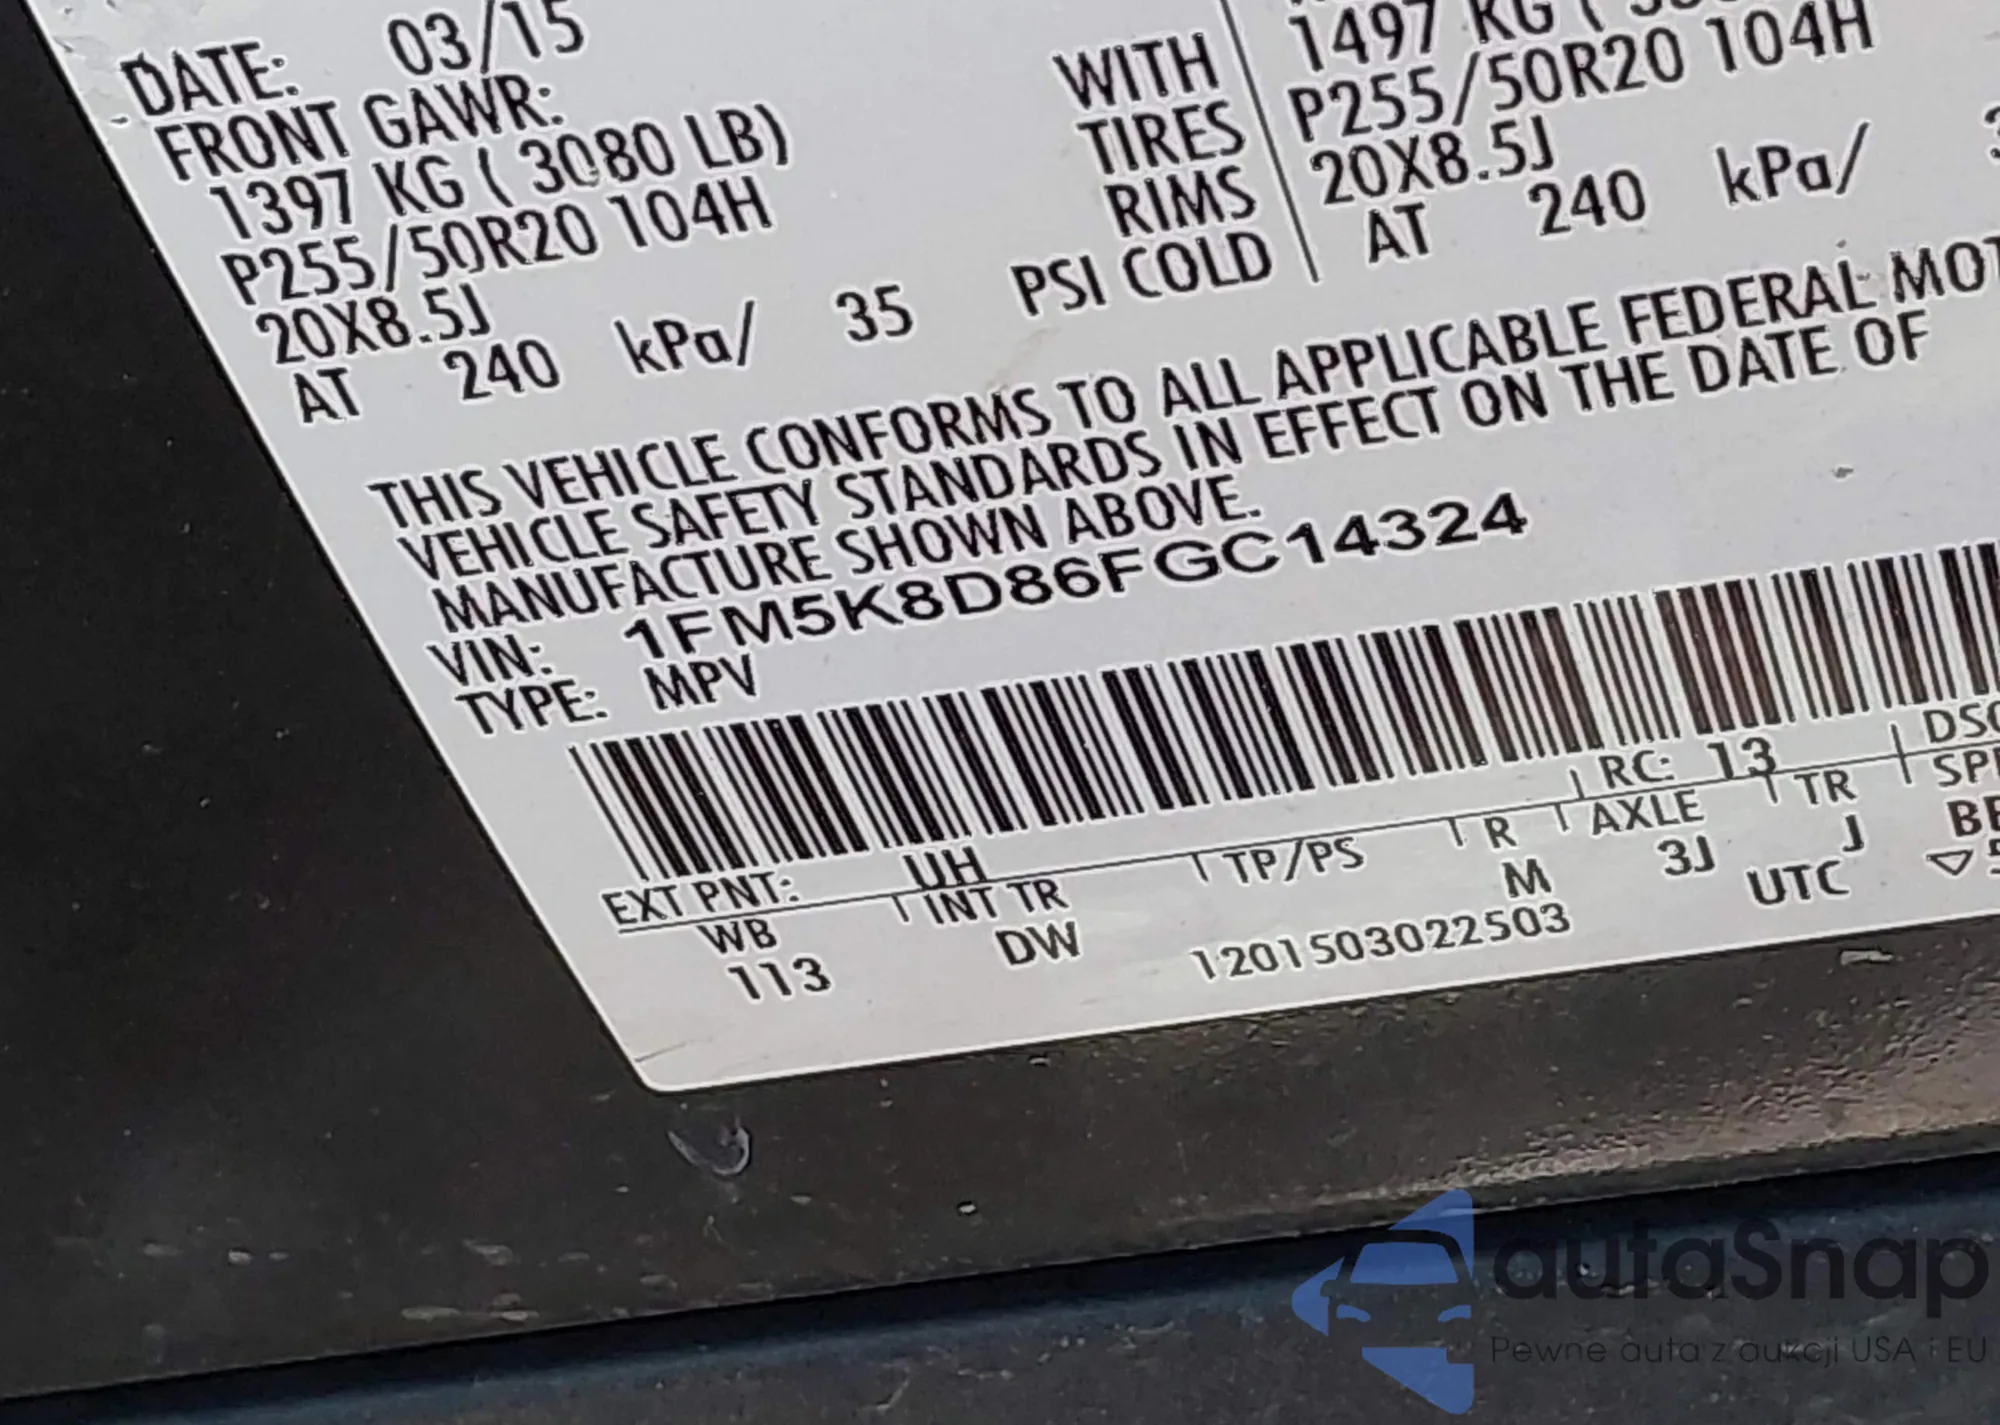 DATE: 03/15
FRONT GAWR:
1397 KG ( 3080 LB)
P255/50R20 104H
20X8.5J
AT 240 kPa/ 35 PSI COLD
WITH
TIRES
RIMS
1497 KG (
P255/50R20 104H
20X8.5J
AT 240 kPa/
THIS VEHICLE CONFORMS TO ALL APPLICABLE FEDERAL MOT
VEHICLE SAFETY STANDARDS IN EFFECT ON THE DATE OF
MANUFACTURE SHOWN ABOVE.
VIN: 1FM5K8D86FGC14324
TYPE: MPV
EXT PNT: UH RC: 13 DSO
WB INT TR TP/PS R AXLE TR SPR
113 DW M 3J J
1201503022503 UTC
autaSnap
Pewne auta z aukcji USA i EU